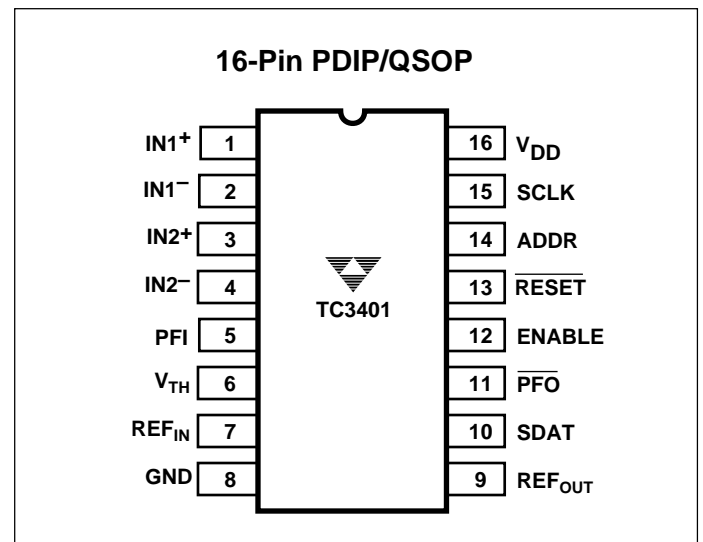 16-Pin PDIP/QSOP
IN1+ 1 16 VDD
IN1– 2 15 SCLK
IN2+ 3 14 ADDR
IN2– 4 13 RESET
TC3401
PFI 5 12 ENABLE
VTH 6 11 PFO
REFIN 7 10 SDAT
GND 8 9 REFOUT